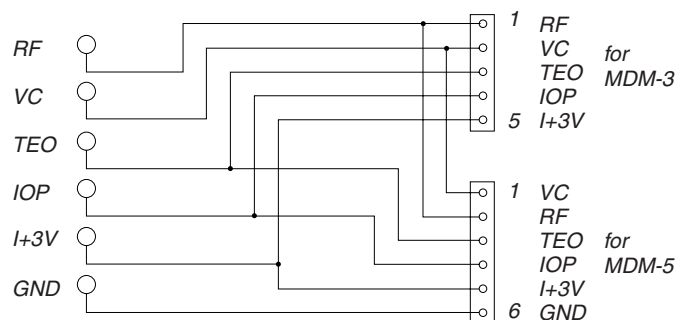 RF
VC
TEO
IOP
I+3V
GND
1 RF
VC
TEO
IOP
5 I+3V
for
MDM-3
1 VC
RF
TEO
IOP
I+3V
6 GND
for
MDM-5